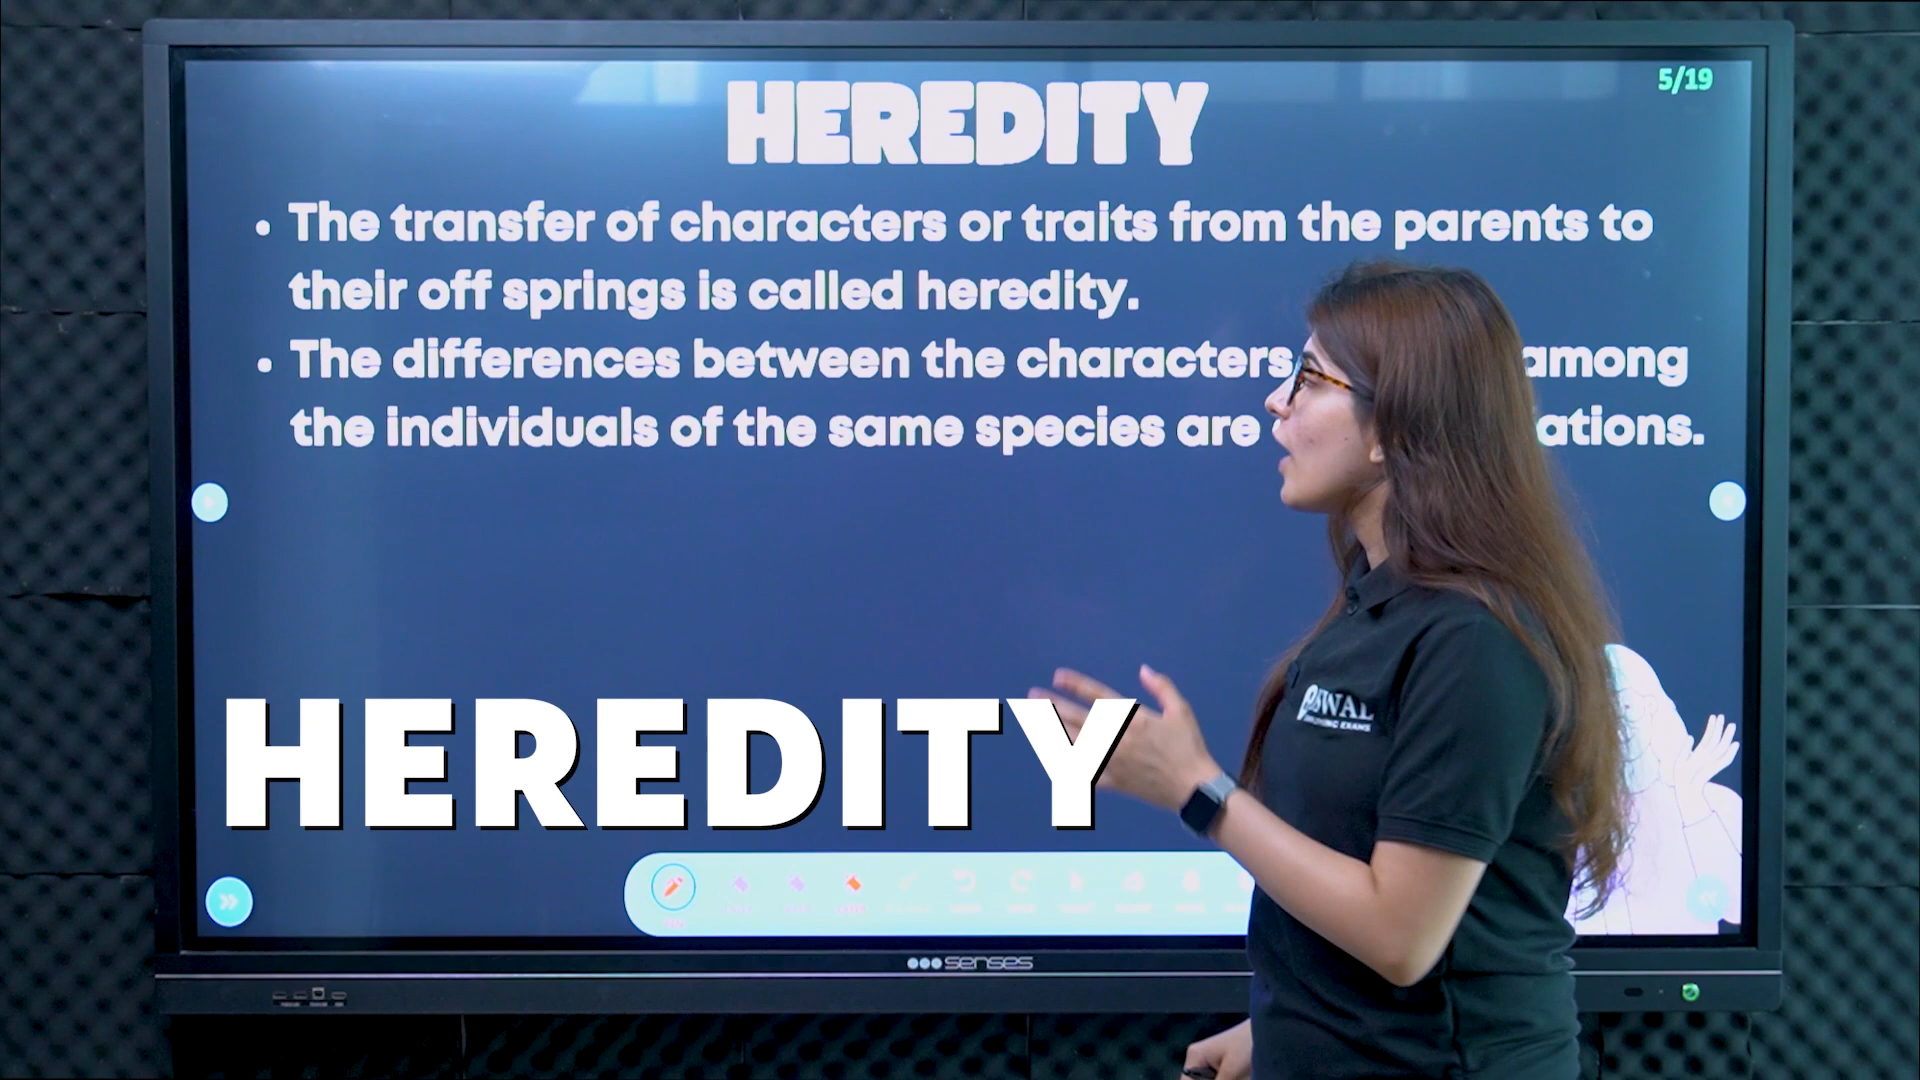 HEREDITY
5/19
• The transfer of characters or traits from the parents to
their off springs is called heredity.
• The differences between the characters among
the individuals of the same species are ations.
HEREDITY
senses